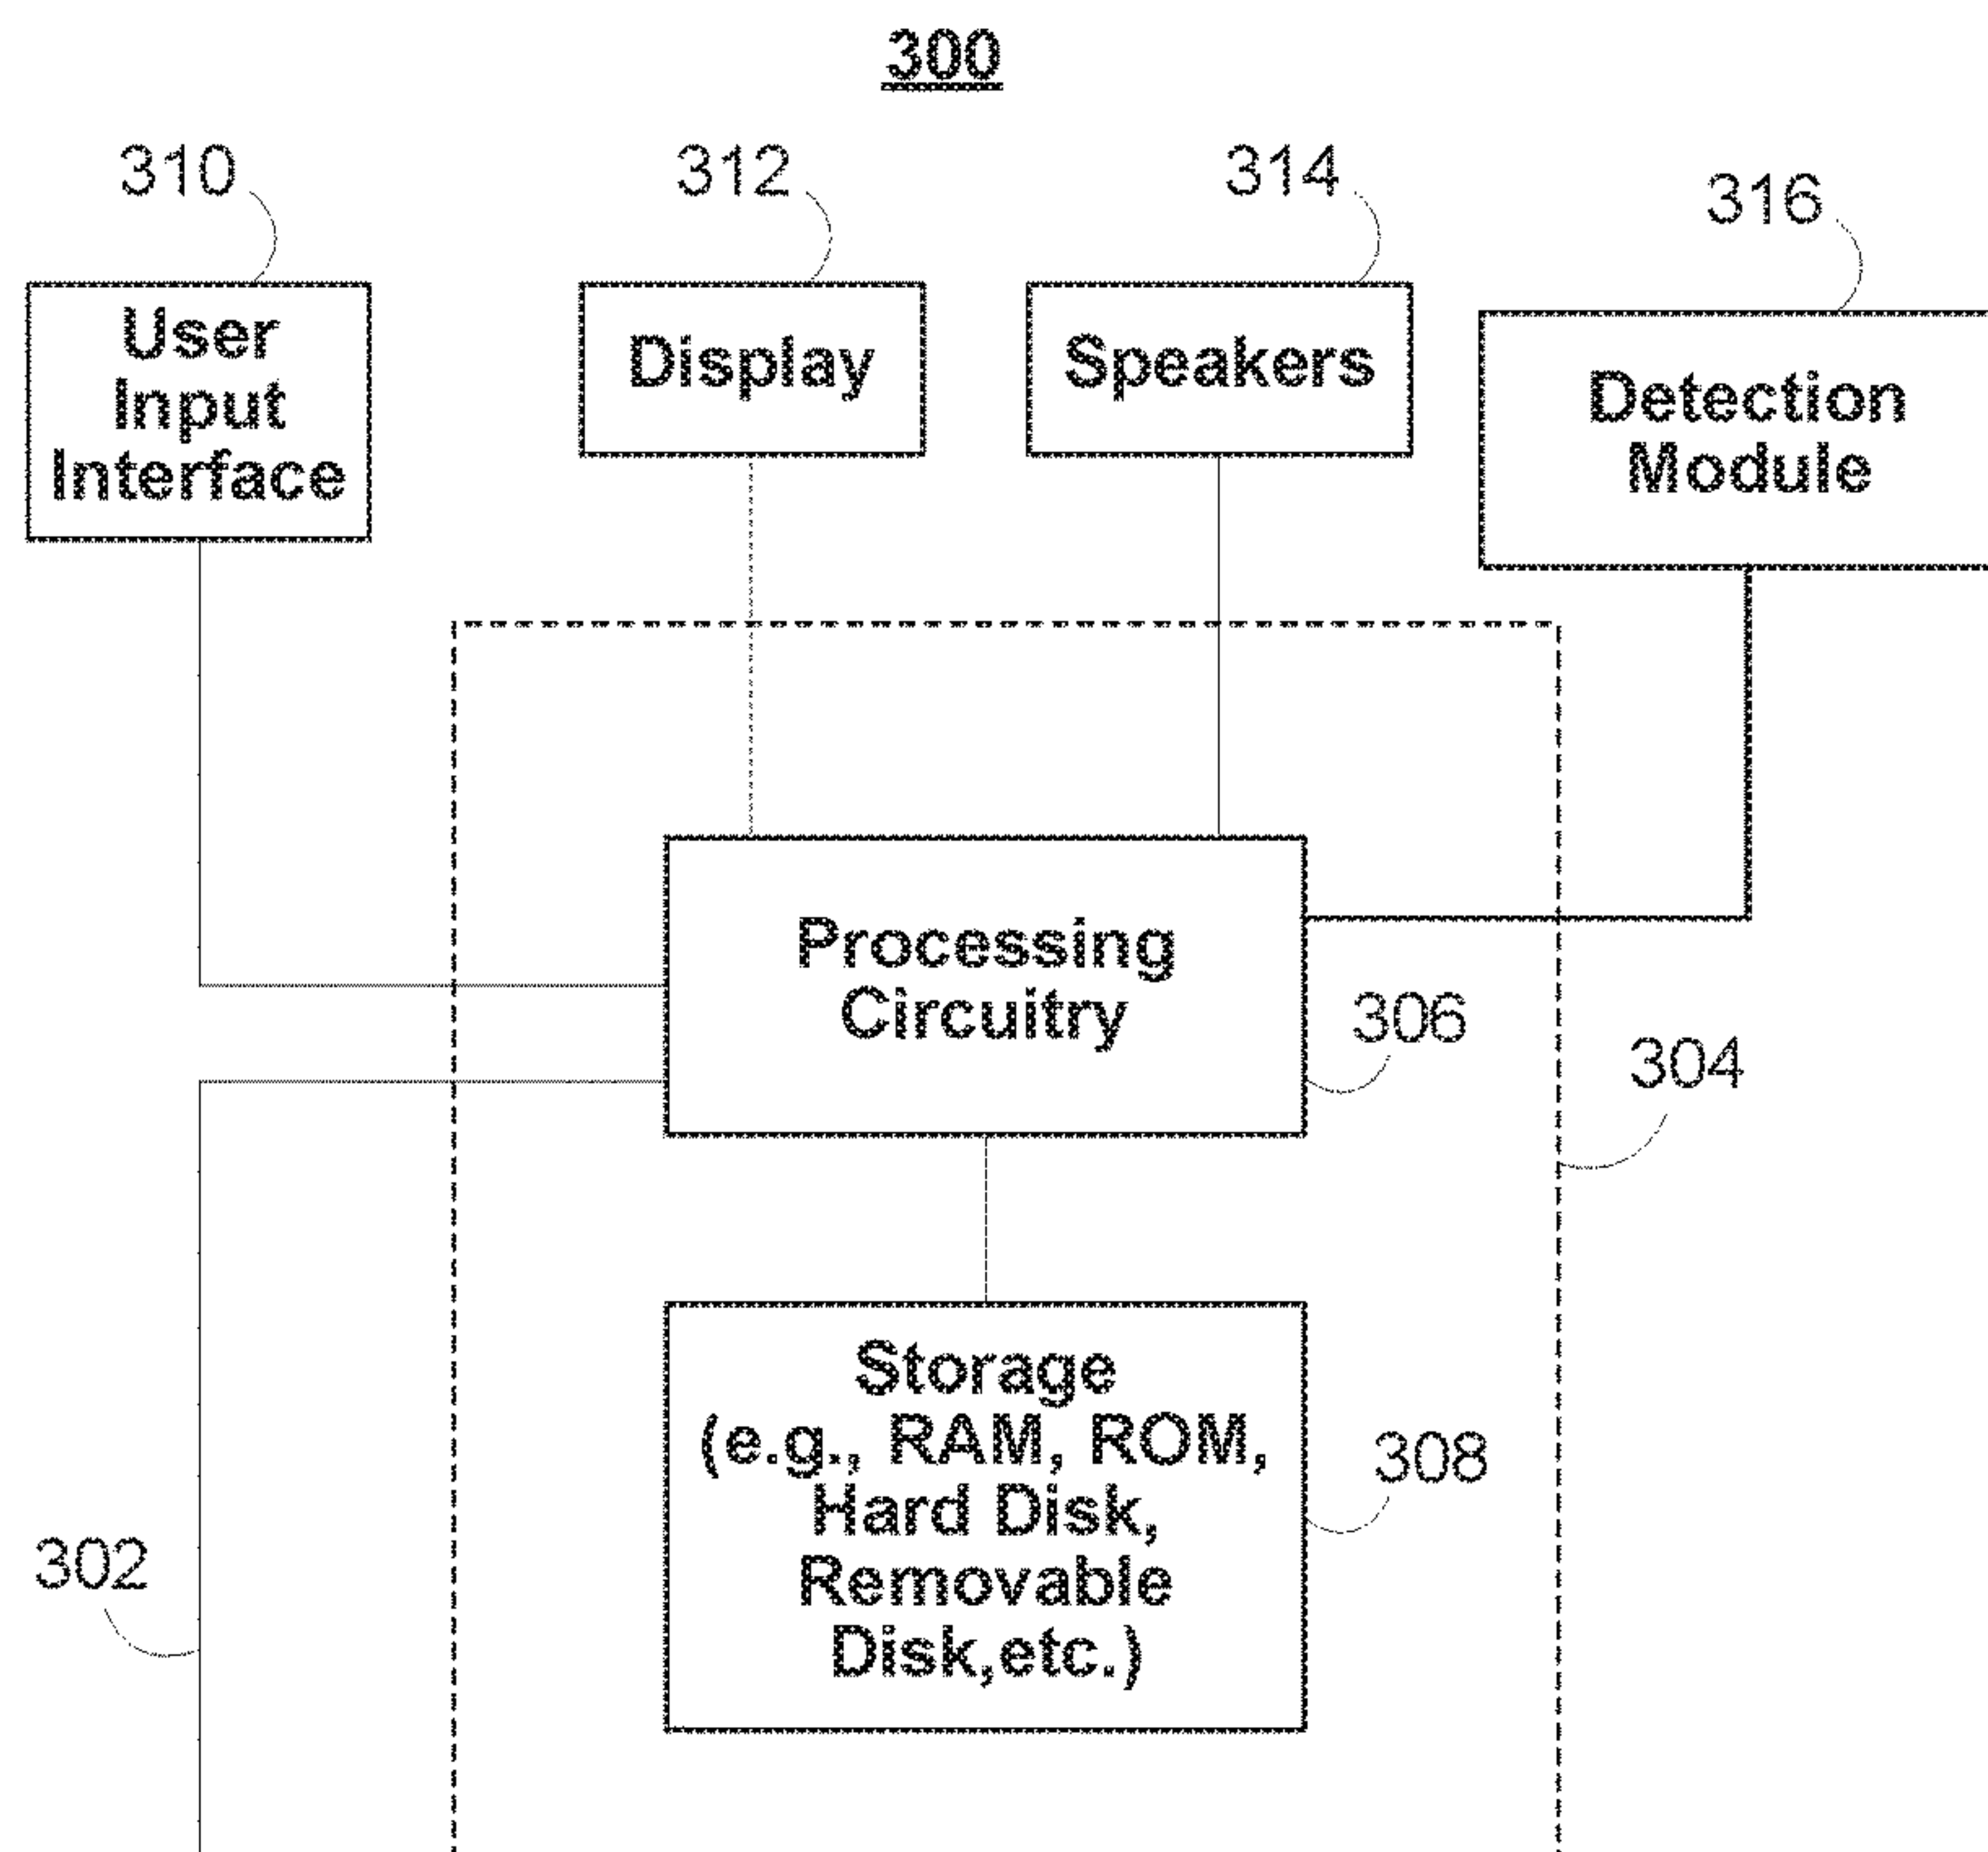 300
310
312
314
316
User
Input
Interface
Display
Speakers
Detection
Module
Processing
Circuitry
306
304
Storage
(e.g., RAM, ROM,
Hard Disk,
Removable
Disk,etc.)
308
302